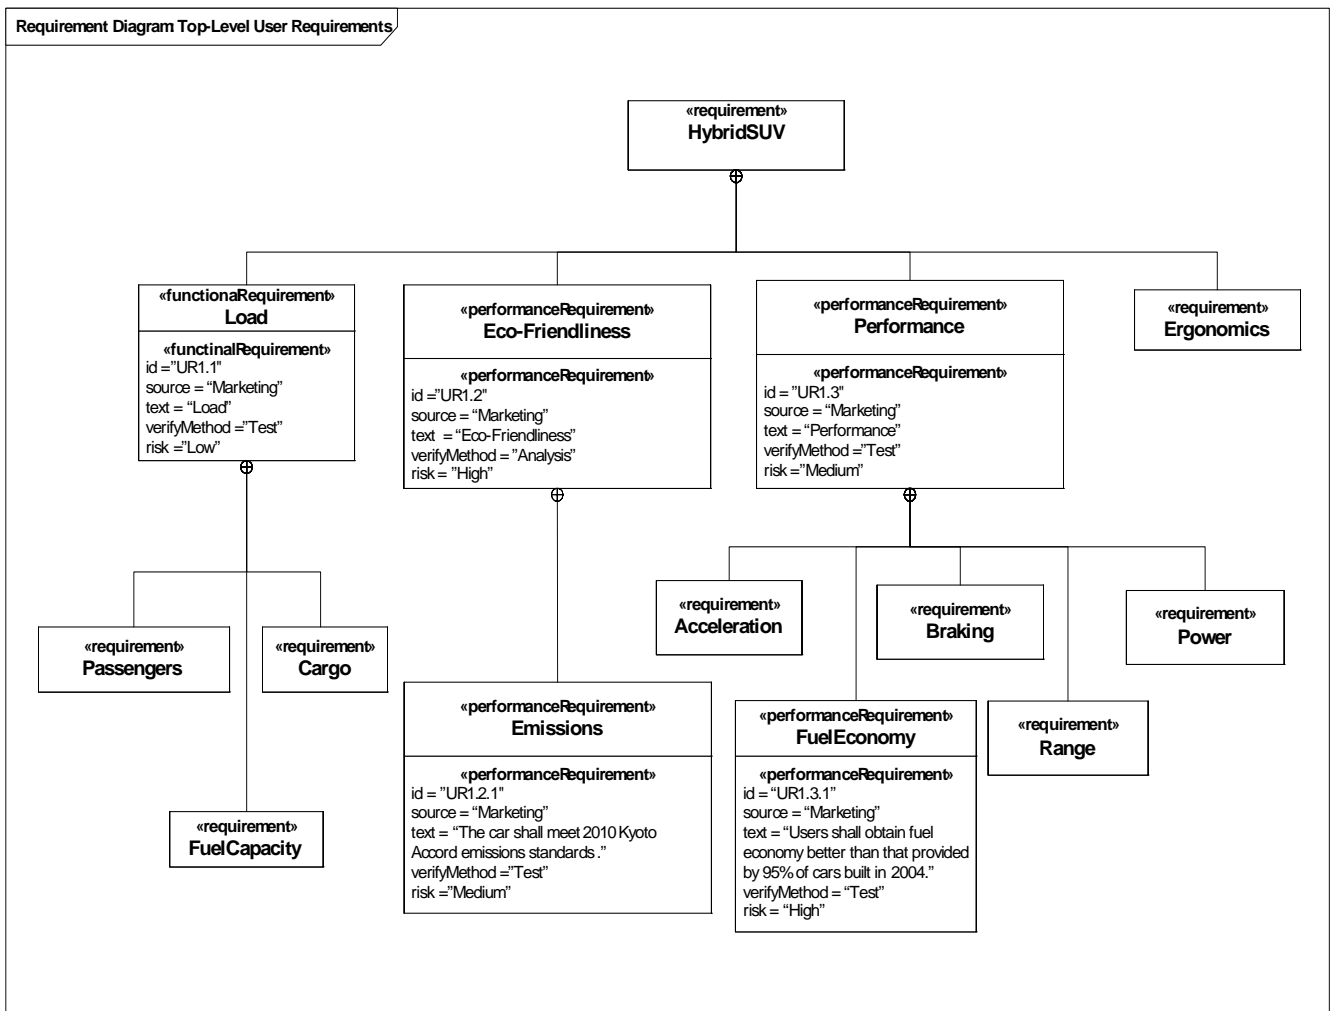 Requirement Diagram: Top-Level User Requirements
«requirement»
HybridSUV
«functionaRequirement»
Load
«functinalRequirement»
id =”UR1.1"
source = “Marketing”
text = “Load”
verifyMethod =”Test”
risk =”Low”
«performanceRequirement»
Eco-Friendliness
«performanceRequirement»
id =”UR1.2"
source = “Marketing”
text = “Eco-Friendliness”
verifyMethod = ”Analysis”
risk = ”High”
«performanceRequirement»
Performance
«performanceRequirement»
id =”UR1.3"
source = “Marketing”
text = “Performance”
verifyMethod =”Test”
risk =”Medium”
«requirement»
Ergonomics
«requirement»
Passengers
«requirement»
Cargo
«requirement»
FuelCapacity
«performanceRequirement»
Emissions
«performanceRequirement»
id = ”UR1.2.1"
source = “Marketing”
text = “The car shall meet 2010 Kyoto
Accord emissions standards.”
verifyMethod =”Test”
risk =”Medium”
«requirement»
Acceleration
«performanceRequirement»
FuelEconomy
«performanceRequirement»
id = “UR1.3.1”
source = “Marketing”
text = “Users shall obtain fuel
economy better than that provided
by 95% of cars built in 2004.”
verifyMethod = “Test”
risk = “High”
«requirement»
Braking
«requirement»
Range
«requirement»
Power